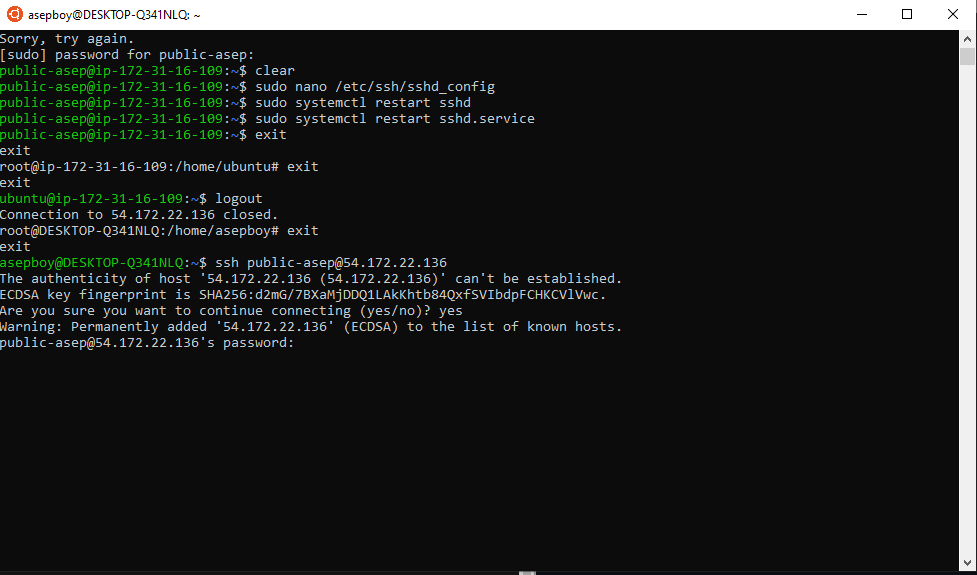 asepboy@DESKTOP-Q341NLQ: ~
Sorry, try again.
[sudo] password for public-asep:
public-asep@ip-172-31-16-109:~$ clear
public-asep@ip-172-31-16-109:~$ sudo nano /etc/ssh/sshd_config
public-asep@ip-172-31-16-109:~$ sudo systemctl restart sshd
public-asep@ip-172-31-16-109:~$ sudo systemctl restart sshd.service
public-asep@ip-172-31-16-109:~$ exit
exit
root@ip-172-31-16-109:/home/ubuntu# exit
exit
ubuntu@ip-172-31-16-109:~$ logout
Connection to 54.172.22.136 closed.
root@DESKTOP-Q341NLQ:/home/asepboy# exit
exit
asepboy@DESKTOP-Q341NLQ:~$ ssh public-asep@54.172.22.136
The authenticity of host '54.172.22.136 (54.172.22.136)' can't be established.
ECDSA key fingerprint is SHA256:d2mG/7BXaMjDDQ1LAkKhtb84QxfSVIbdpFCHKCVlVwc.
Are you sure you want to continue connecting (yes/no)? yes
Warning: Permanently added '54.172.22.136' (ECDSA) to the list of known hosts.
public-asep@54.172.22.136's password: